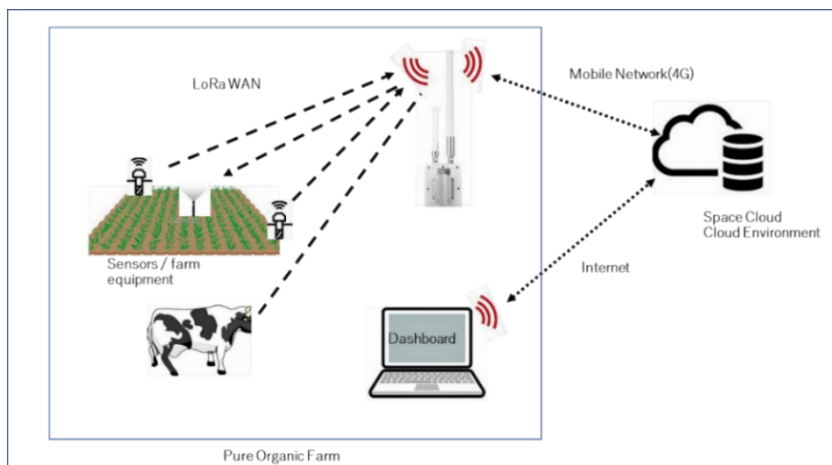 LoRa WAN
Mobile Network(4G)
Space Cloud
Cloud Environment
Sensors / farm
equipment
Internet
Dashboard
Pure Organic Farm